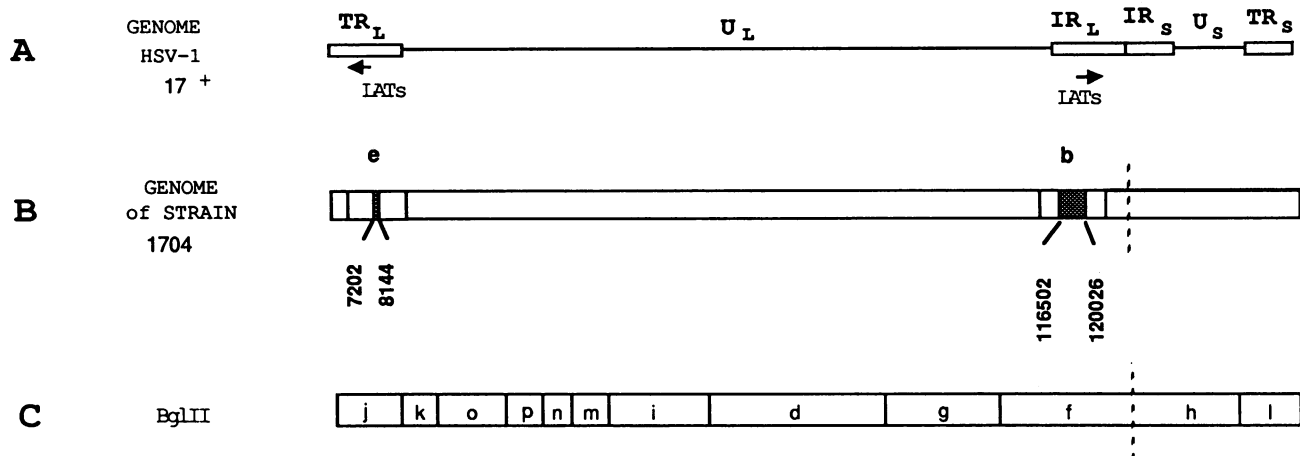 A
GENOME
HSV-1
17 +
TR L
U L
IR L
IR S
U S
TR S
LATs
LATs
B
GENOME
of STRAIN
1704
e
b
7202
8144
116502
120026
C
BglII
j k o p n m i d g f h l